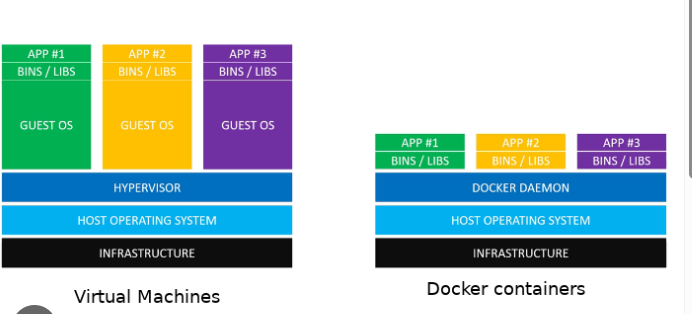 APP #1
BINS / LIBS
GUEST OS
APP #2
BINS / LIBS
GUEST OS
APP #3
BINS / LIBS
GUEST OS
HYPERVISOR
HOST OPERATING SYSTEM
INFRASTRUCTURE
Virtual Machines
APP #1
BINS / LIBS
APP #2
BINS / LIBS
APP #3
BINS / LIBS
DOCKER DAEMON
HOST OPERATING SYSTEM
INFRASTRUCTURE
Docker containers